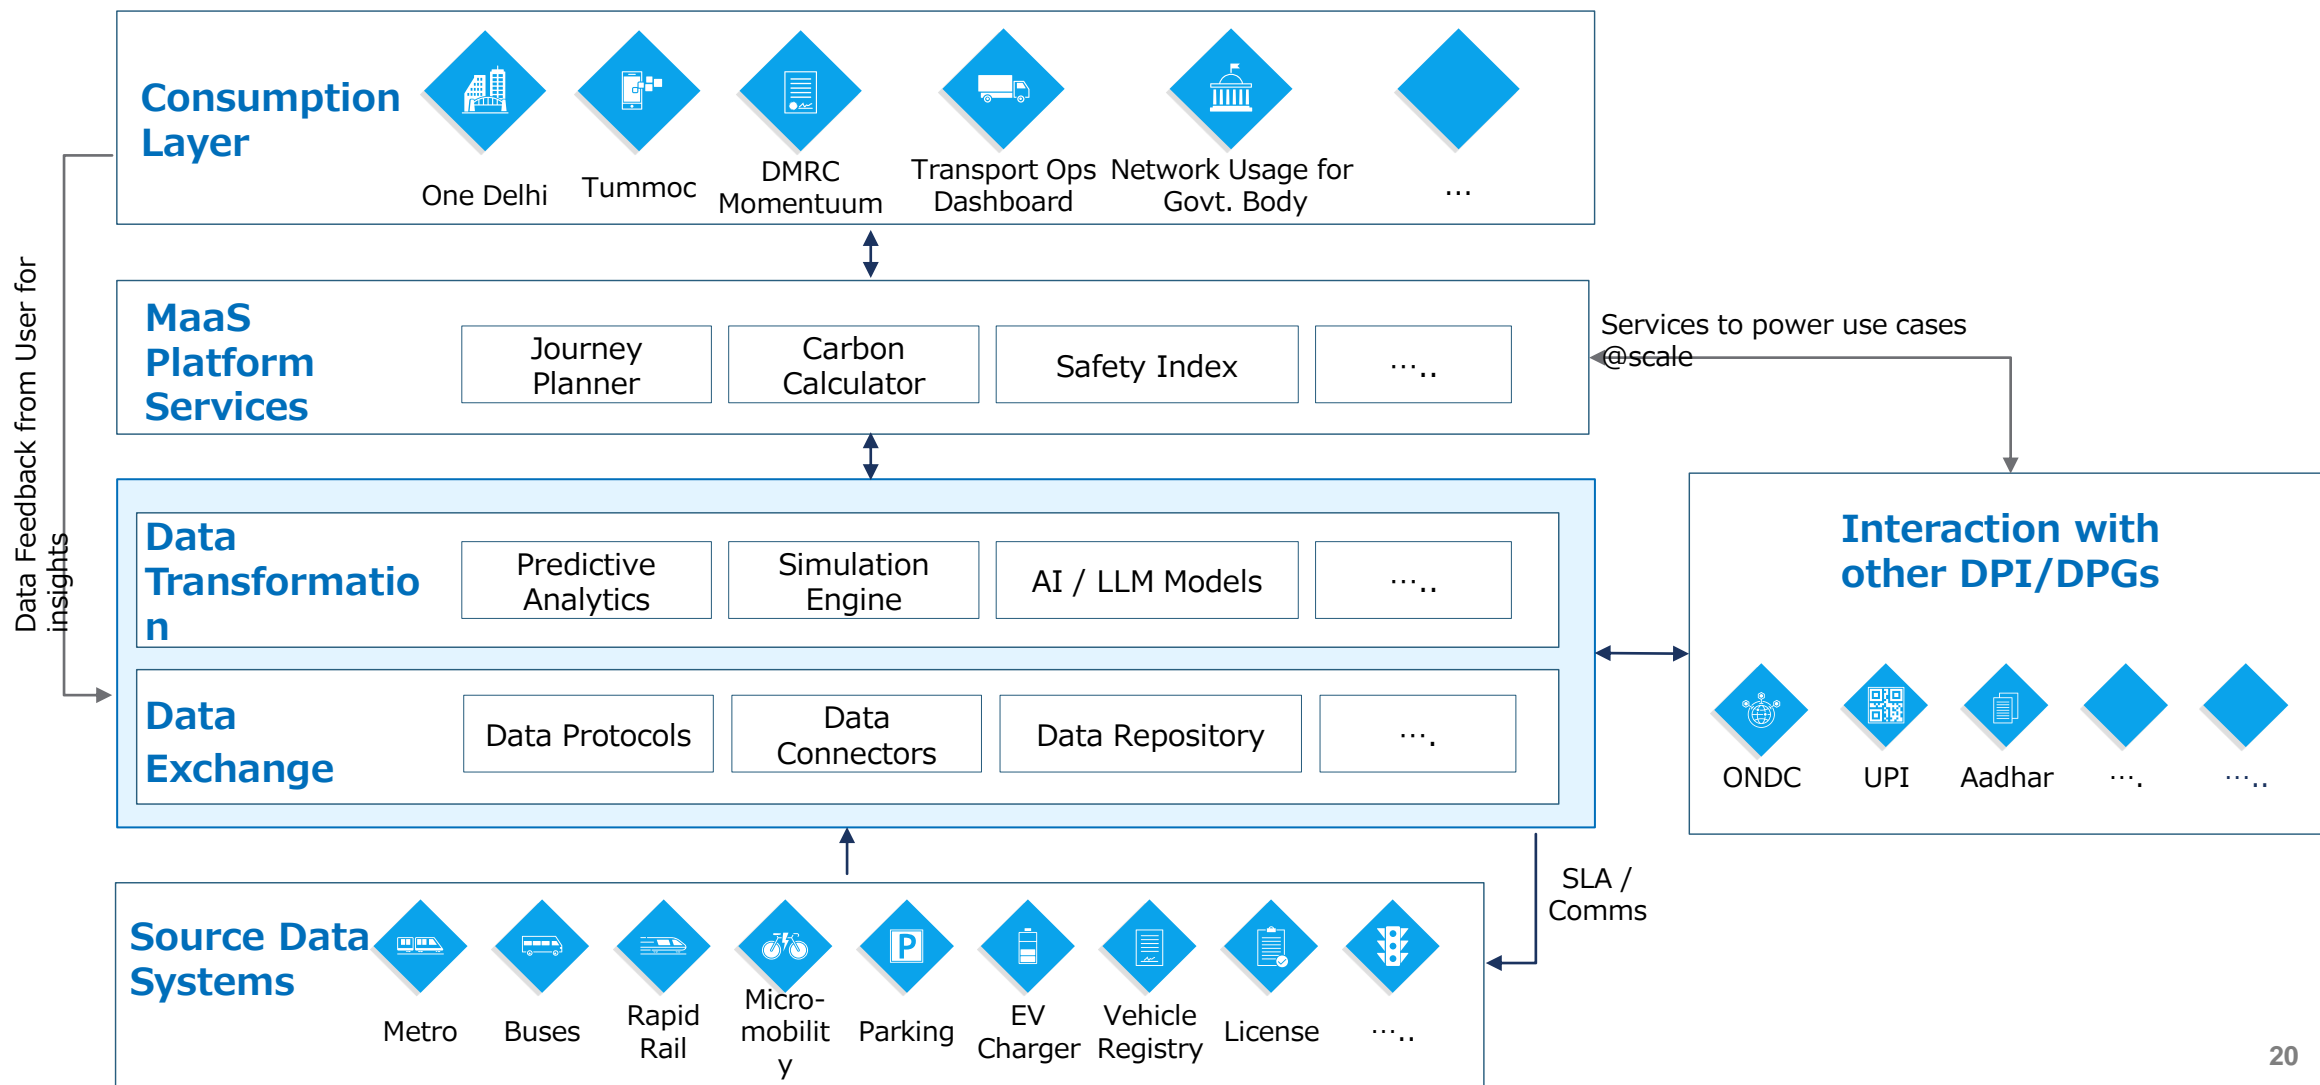 Consumption
Layer
One Delhi
Tummoc
DMRC
Momentuum
Transport Ops
Dashboard
Network Usage for
Govt. Body
...
Data Feedback from User for
insights
MaaS
Platform
Services
Journey
Planner
Carbon
Calculator
Safety Index
…..
Services to power use cases
@scale
Data
Transformatio
n
Predictive
Analytics
Simulation
Engine
AI / LLM Models
…..
Data
Exchange
Data Protocols
Data
Connectors
Data Repository
….
Interaction with
other DPI/DPGs
ONDC
UPI
Aadhar
….
…..
SLA /
Comms
Source Data
Systems
P
Metro
Buses
Rapid
Rail
Micro-
mobilit
y
Parking
EV
Charger
Vehicle
Registry
License
…..
20